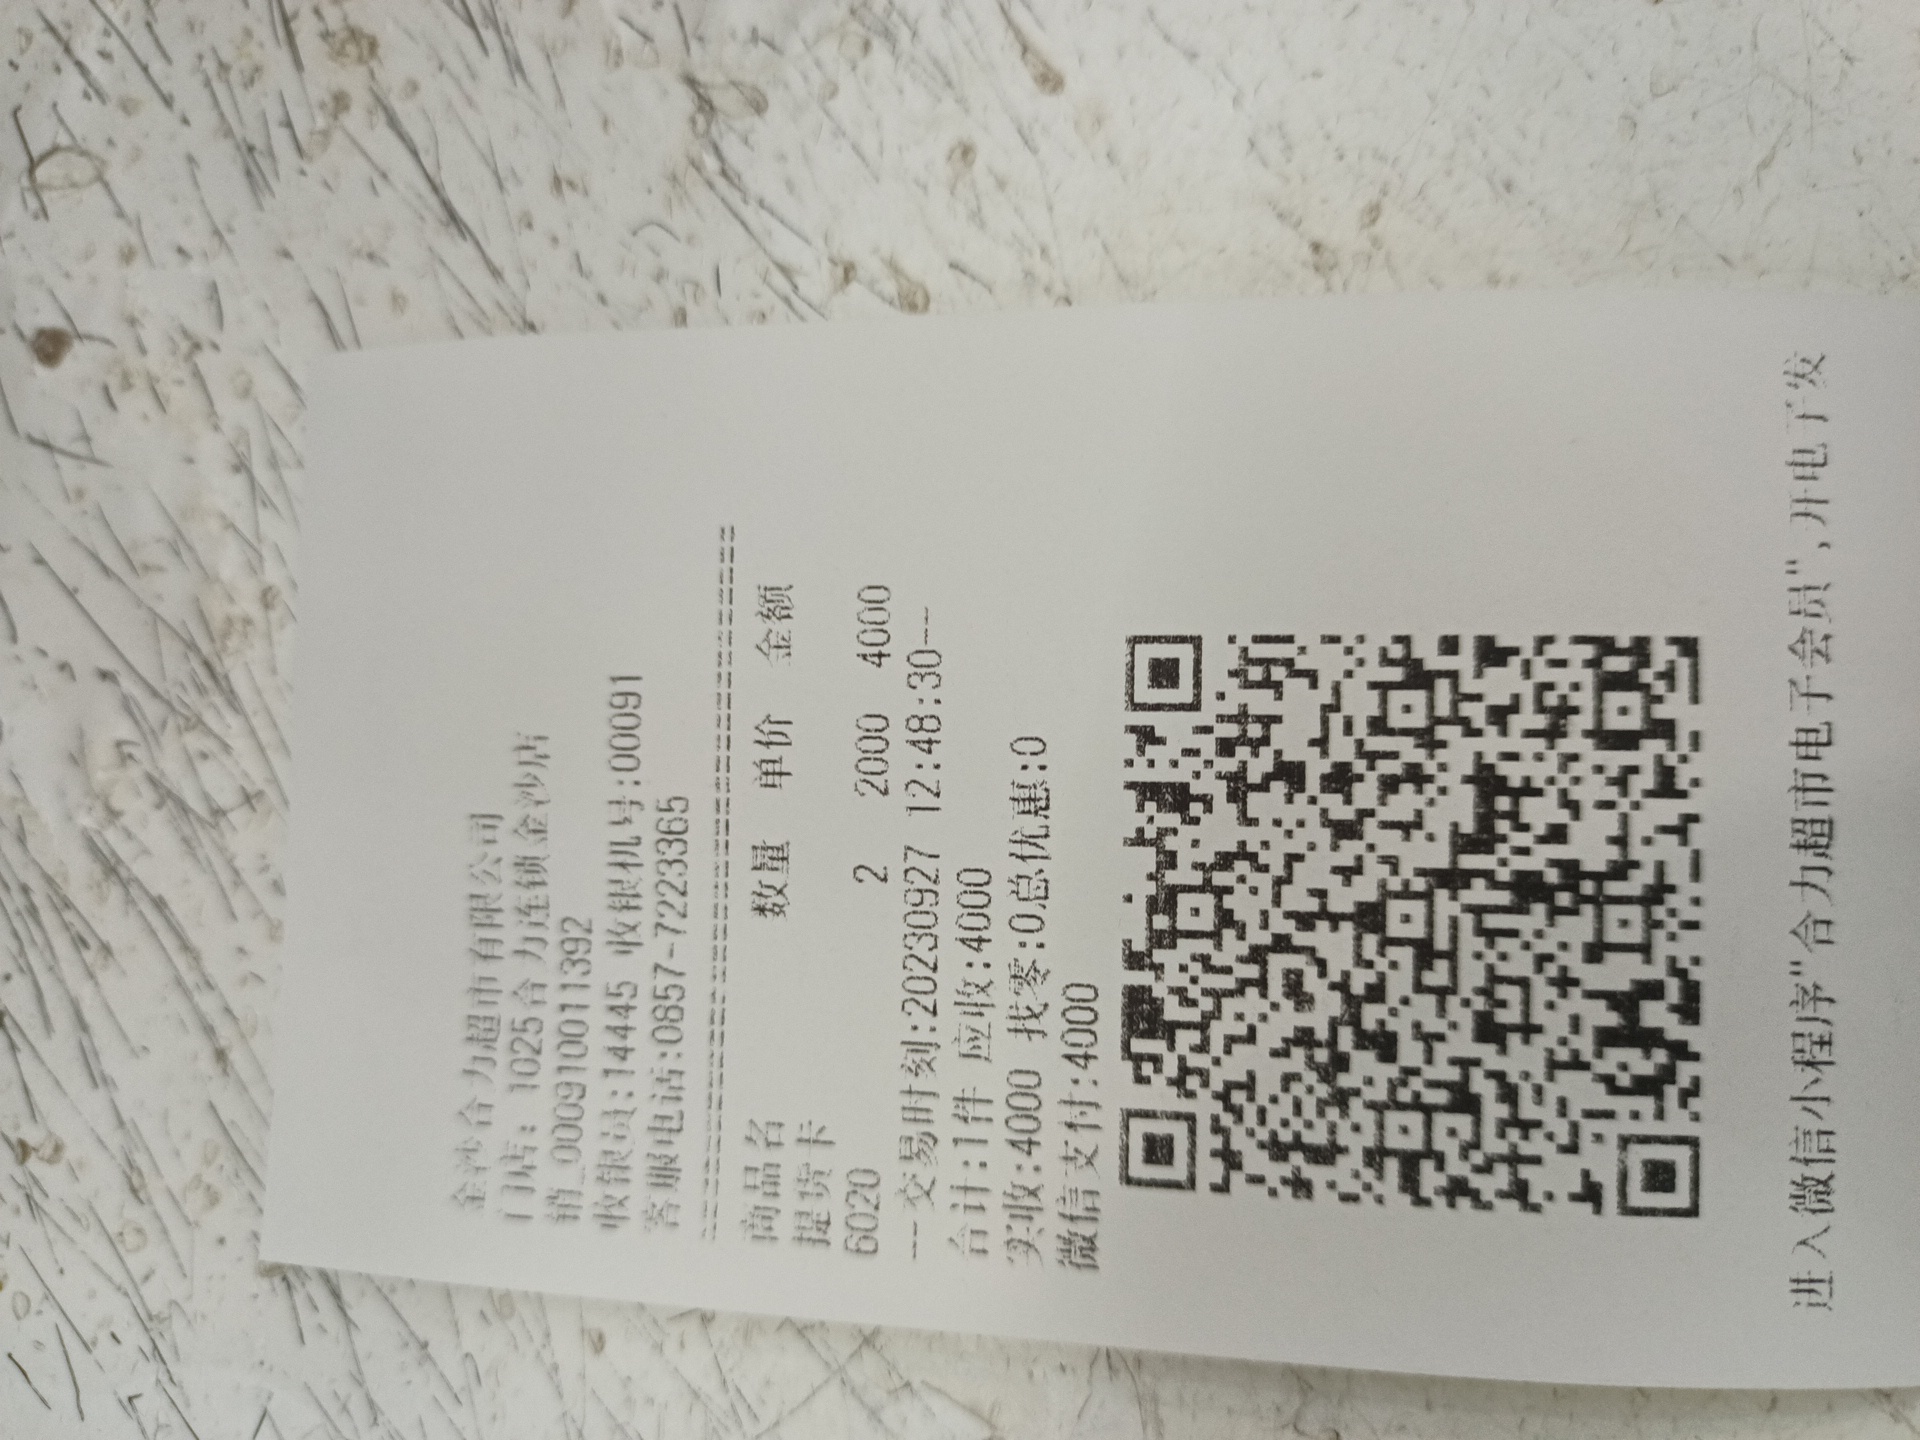 金沙合力超市有限公司
门店: 1025合力连锁金沙店
销_0009100111392
收银员:14445 收银机号:00091
客服电话:0857-7223365
商品名 数量 单价 金额
提货卡
6020 2 2000 4000
---交易时刻:20230927 12:48:30---
合计:1件 应收:4000
实收:4000 找零:0总优惠:0
微信支付:4000
进入微信小程序"合力超市电子会员",开电子发